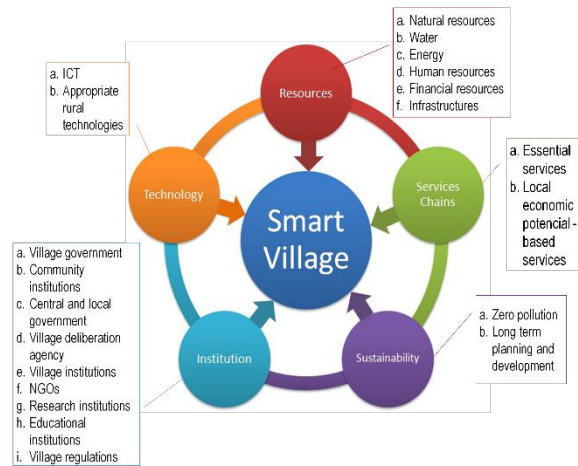 a. Natural resources
b. Water
c. Energy
d. Human resources
e. Financial resources
f. Infrastructures
a. ICT
b. Appropriate
rural
technologies
Resources
Technology
Services
Chains
a. Essential
services
b. Local
economic
potencial -
based
services
Smart
Village
a. Village government
b. Community
institutions
c. Central and local
government
d. Village deliberation
agency
e. Village institutions
f. NGOs
g. Research institutions
h. Educational
institutions
i. Village regulations
Institution
Sustainability
a. Zero pollution
b. Long term
planning and
development